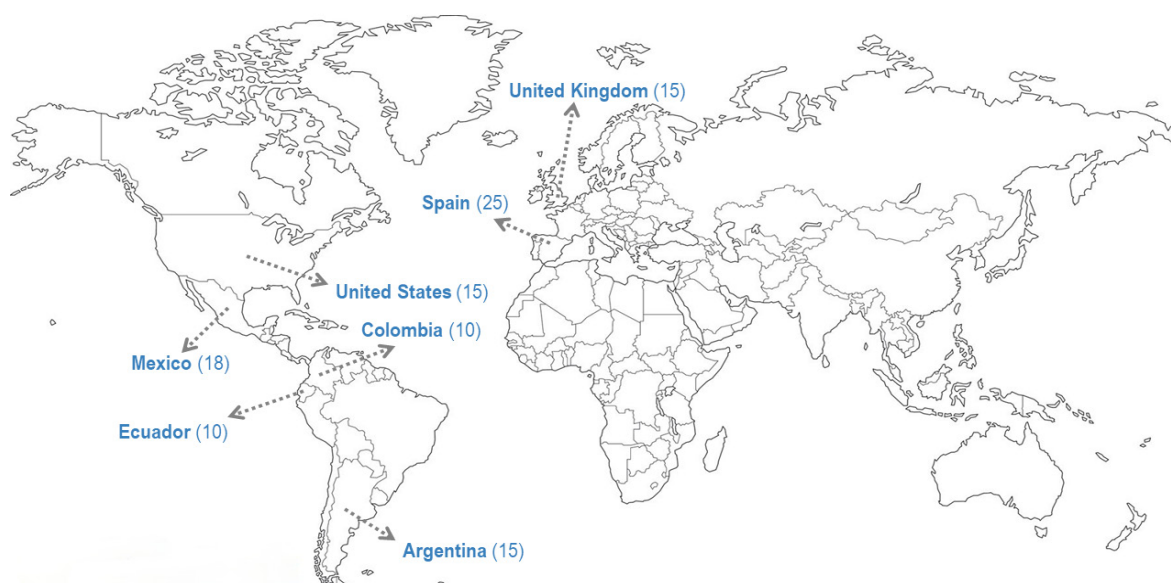 United Kingdom (15)
Spain (25)
United States (15)
Colombia (10)
Mexico (18)
Ecuador (10)
Argentina (15)